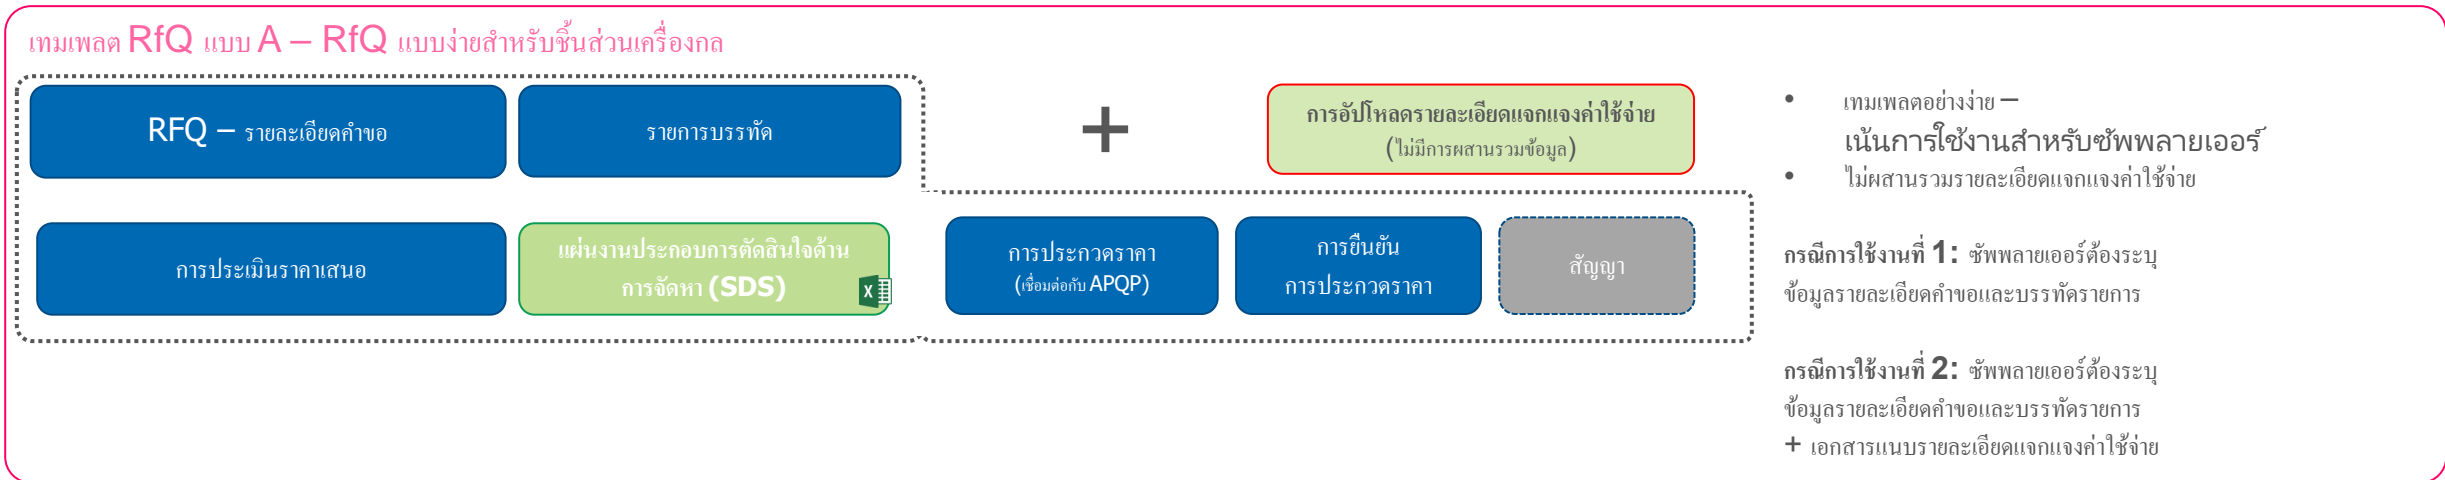 เทมเพลต RfQ แบบ A – RfQ แบบง่ายสำหรับชิ้นส่วนเครื่องกล
RFQ – รายละเอียดคำขอ
รายการบรรทัด
+
การอัปโหลดรายละเอียดแจกแจงค่าใช้จ่าย
(ไม่มีการผสานรวมข้อมูล)
การประเมินราคาเสนอ
แผ่นงานประกอบการตัดสินใจด้าน
การจัดหา (SDS)
การประกวดราคา
(เชื่อมต่อกับ APQP)
การยืนยัน
การประกวดราคา
สัญญา
• เทมเพลตอย่างง่าย –
เน้นการใช้งานสำหรับซัพพลายเออร์
• ไม่ผสานรวมรายละเอียดแจกแจงค่าใช้จ่าย
กรณีการใช้งานที่ 1: ซัพพลายเออร์ต้องระบุ
ข้อมูลรายละเอียดคำขอและบรรทัดรายการ
กรณีการใช้งานที่ 2: ซัพพลายเออร์ต้องระบุ
ข้อมูลรายละเอียดคำขอและบรรทัดรายการ
+ เอกสารแนบรายละเอียดแจกแจงค่าใช้จ่าย